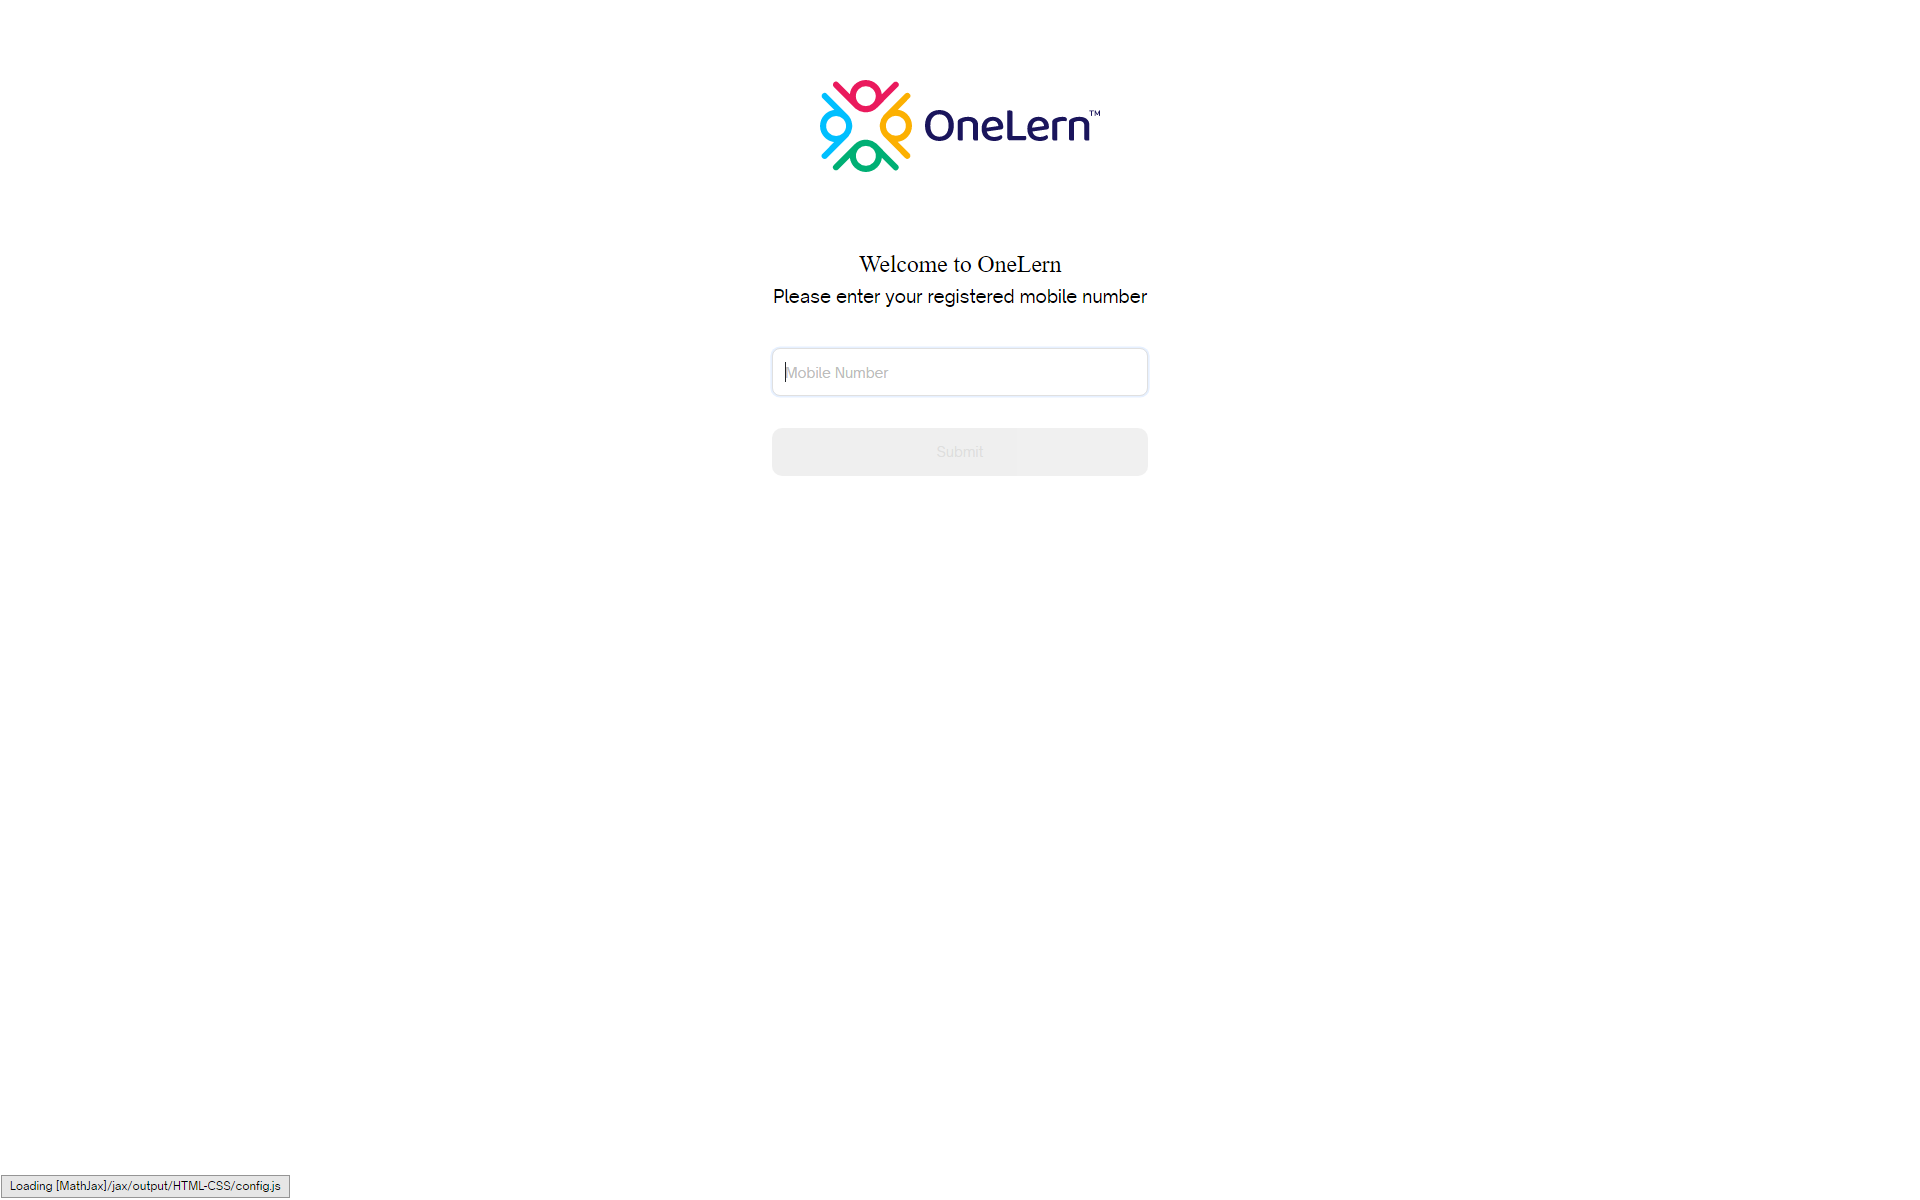 OneLern™
Welcome to OneLern
Please enter your registered mobile number
Mobile Number
Submit
Loading [MathJax]/jax/output/HTML-CSS/config.js